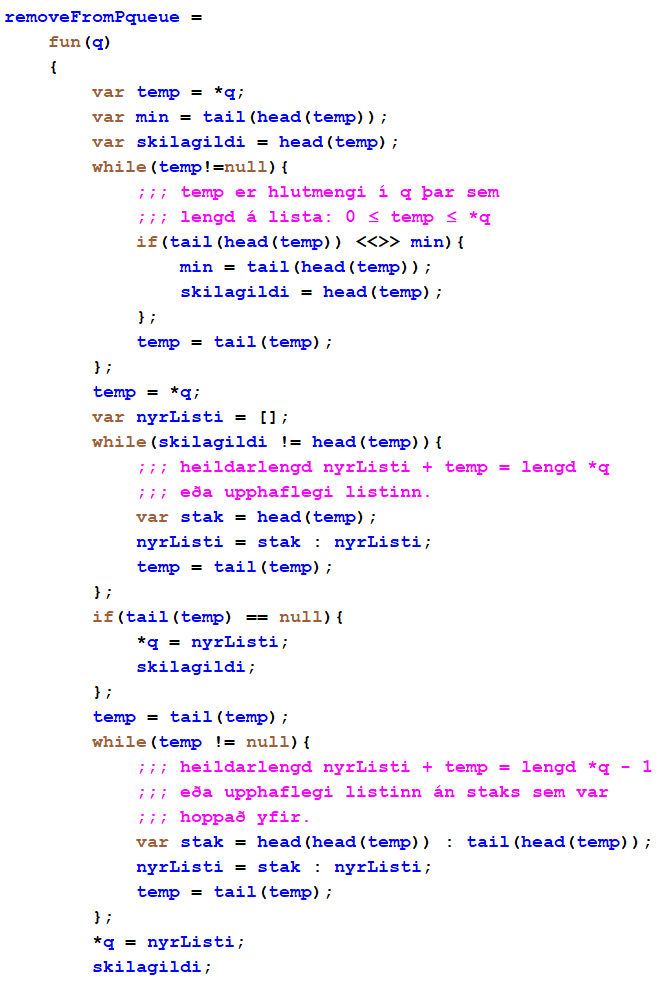 removeFromPqueue =
    fun(q)
    {
        var temp = *q;
        var min = tail(head(temp));
        var skilagildi = head(temp);
        while(temp!=null){
            ;;; temp er hlutmengi í q þar sem
            ;;; lengd á lista: 0 ≤ temp ≤ *q
            if(tail(head(temp)) <<>> min){
                min = tail(head(temp));
                skilagildi = head(temp);
            };
            temp = tail(temp);
        };
        temp = *q;
        var nyrListi = [];
        while(skilagildi != head(temp)){
            ;;; heildarlengd nyrListi + temp = lengd *q
            ;;; eða upphaflegi listinn.
            var stak = head(temp);
            nyrListi = stak : nyrListi;
            temp = tail(temp);
        };
        if(tail(temp) == null){
            *q = nyrListi;
            skilagildi;
        };
        temp = tail(temp);
        while(temp != null){
            ;;; heildarlengd nyrListi + temp = lengd *q - 1
            ;;; eða upphaflegi listinn án staks sem var
            ;;; hoppað yfir.
            var stak = head(head(temp)) : tail(head(temp));
            nyrListi = stak : nyrListi;
            temp = tail(temp);
        };
        *q = nyrListi;
        skilagildi;